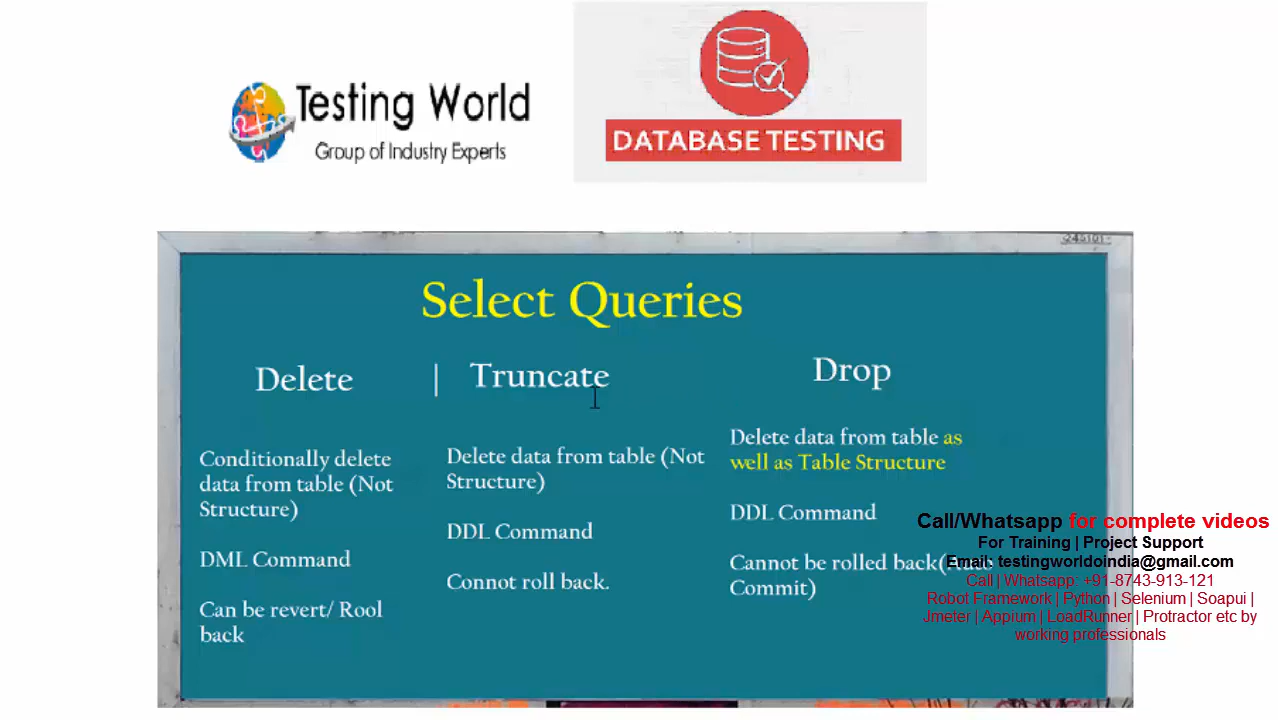 Testing World
Group of Industry Experts
DATABASE TESTING
Select Queries
Delete
|
Truncate
Drop
Conditionally delete
data from table (Not
Structure)
DML Command
Can be revert/ Rool
back
Delete data from table (Not
Structure)
DDL Command
Connot roll back.
Delete data from table as
well as Table Structure
DDL Command
Cannot be rolled back(
Commit)
Call/Whatsapp for complete videos
For Training | Project Support
Email: testingworldoindia@gmail.com
Call | Whatsapp: +91-8743-913-121
Robot Framework | Python | Selenium | Soapui |
Jmeter | Appium | LoadRunner | Protractor etc by
working professionals